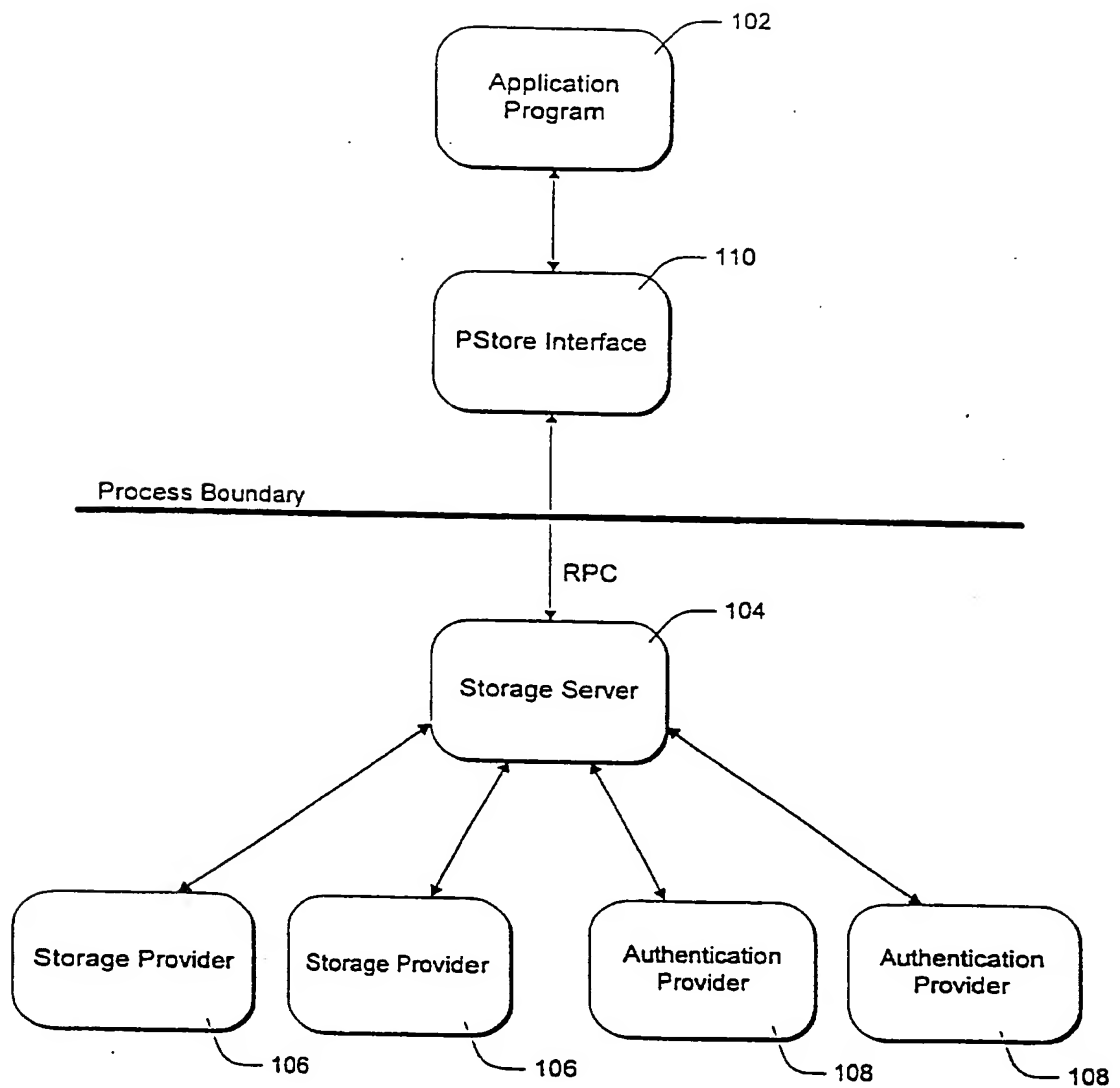 102
Application
Program
110
PStore Interface
Process Boundary
RPC
104
Storage Server
Storage Provider
Storage Provider
Authentication
Provider
Authentication
Provider
106
106
108
108